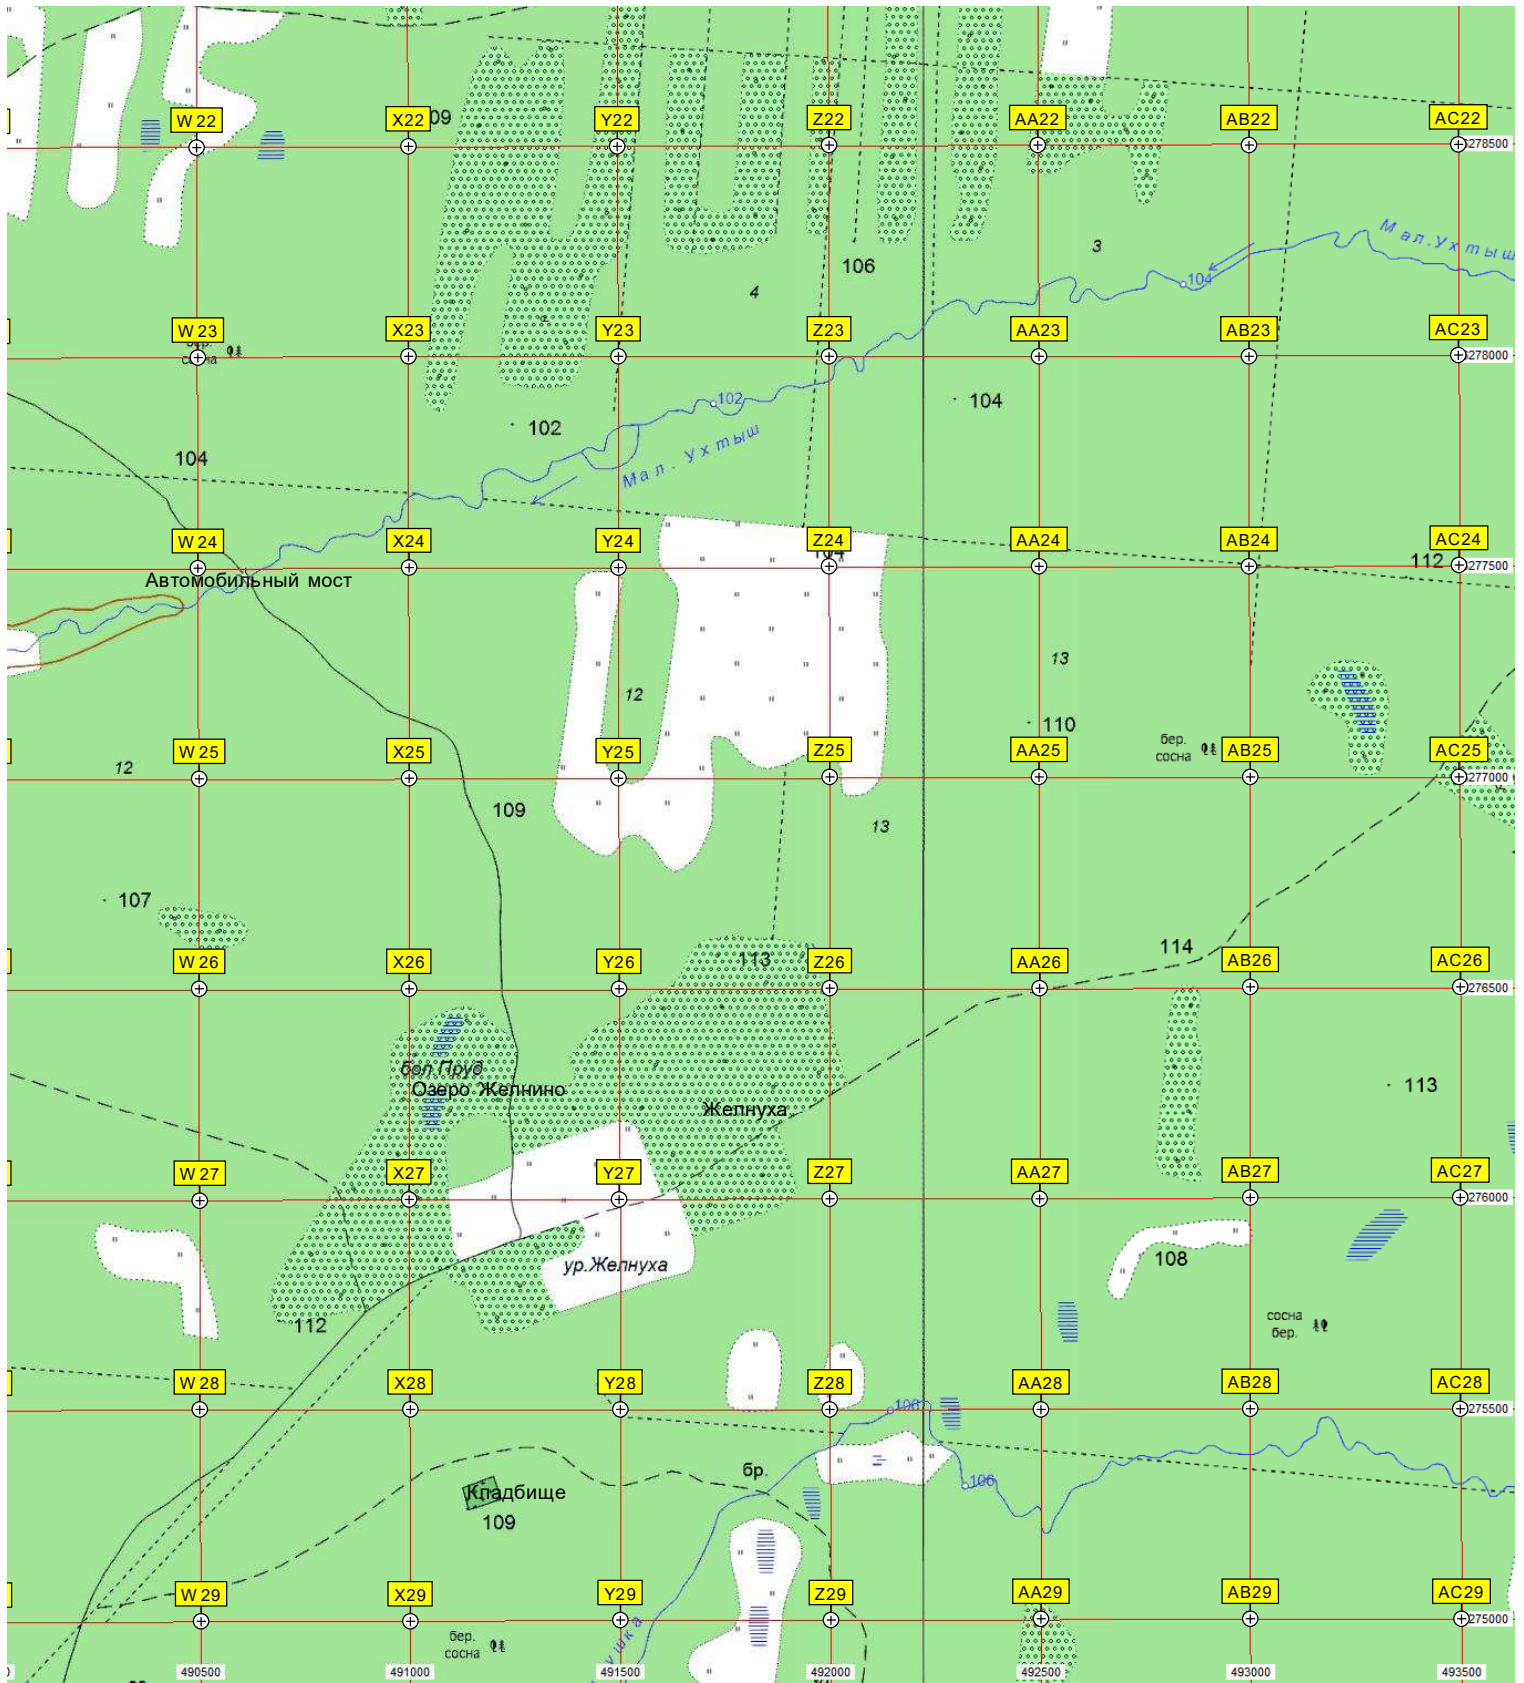 09
W 22
X22
Y22
Z22
AA22
AB22
AC22
278500
Мал. Ухтыш
3
106
4
104
W 23
X23
Y23
Z23
AA23
AB23
AC23
278000
102
104
102
104
Мал. Ухтыш
W 24
X24
Y24
Z24
AA24
AB24
AC24
112
277500
Автомобильный мост
13
12
110
бер.
сосна
W 25
X25
Y25
Z25
AA25
AB25
AC25
277000
12
109
13
107
114
113
W 26
X26
Y26
Z26
AA26
AB26
AC26
276500
бол.Пруд
Озеро Желнино
Желнуха
113
W 27
X27
Y27
Z27
AA27
AB27
AC27
276000
108
ур.Желнуха
112
сосна
бер.
W 28
X28
Y28
Z28
AA28
AB28
AC28
275500
бр.
106
Кладбище
109
W 29
X29
Y29
Z29
AA29
AB29
AC29
275000
бер.
сосна
ушка
490500
491000
491500
492000
492500
493000
493500